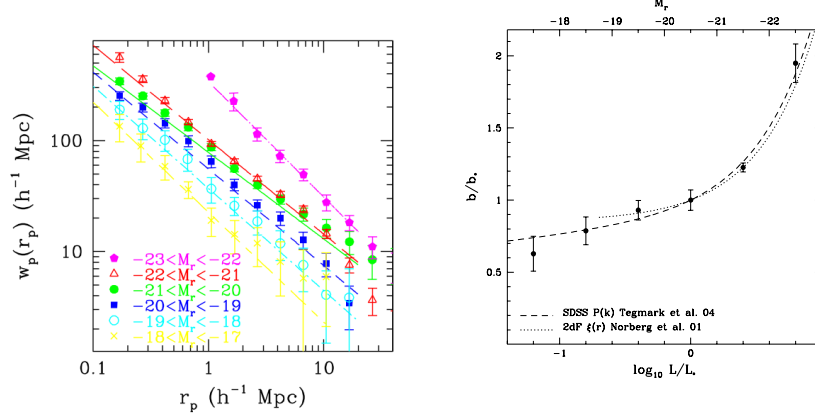 100
10
w_p(r_p) (h^-1 Mpc)
−23<M_r<−22
−22<M_r<−21
−21<M_r<−20
−20<M_r<−19
−19<M_r<−18
−18<M_r<−17
0.1 1 10
r_p (h^-1 Mpc)
M_r
−18 −19 −20 −21 −22
2
1.5
1
0.5
b/b*
SDSS P(k) Tegmark et al. 04
2dF ξ(r) Norberg et al. 01
−1 0
log_10 L/L*